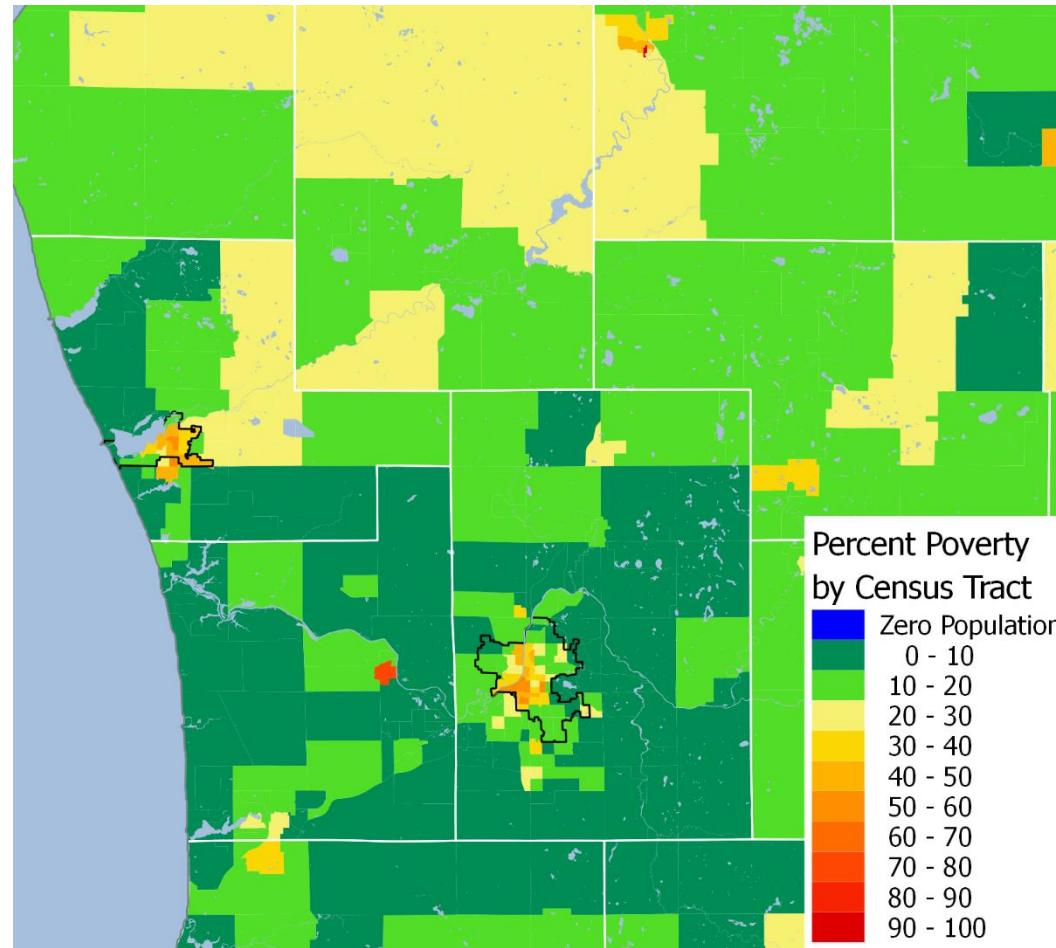 Percent Poverty
by Census Tract
Zero Population
0 - 10
10 - 20
20 - 30
30 - 40
40 - 50
50 - 60
60 - 70
70 - 80
80 - 90
90 - 100